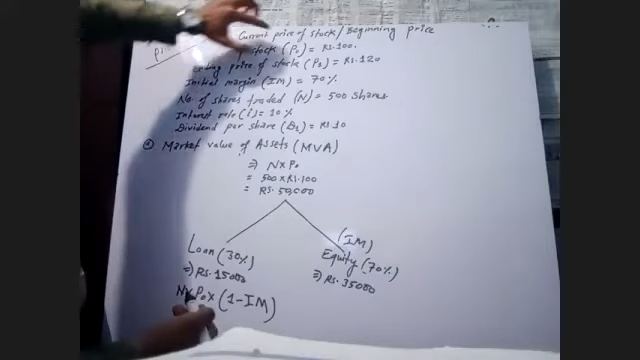 Current price of stock/Beginning price
P1
stock (P₀) = Rs.100.
price of stock (P₁) = Rs.120
Initial margin (IM) = 70%
No. of shares traded (N) = 500 shares
Interest rate (i) = 10%
Dividend per share (D₁) = Rs 10
Market value of Assets (MVA)
⇒ N×P₀
= 500×Rs.100
= Rs.50,000
(IM)
Loan (30%)
Equity (70%)
⇒ Rs.15000
⇒ Rs.35000
N×P₀×(1-IM)